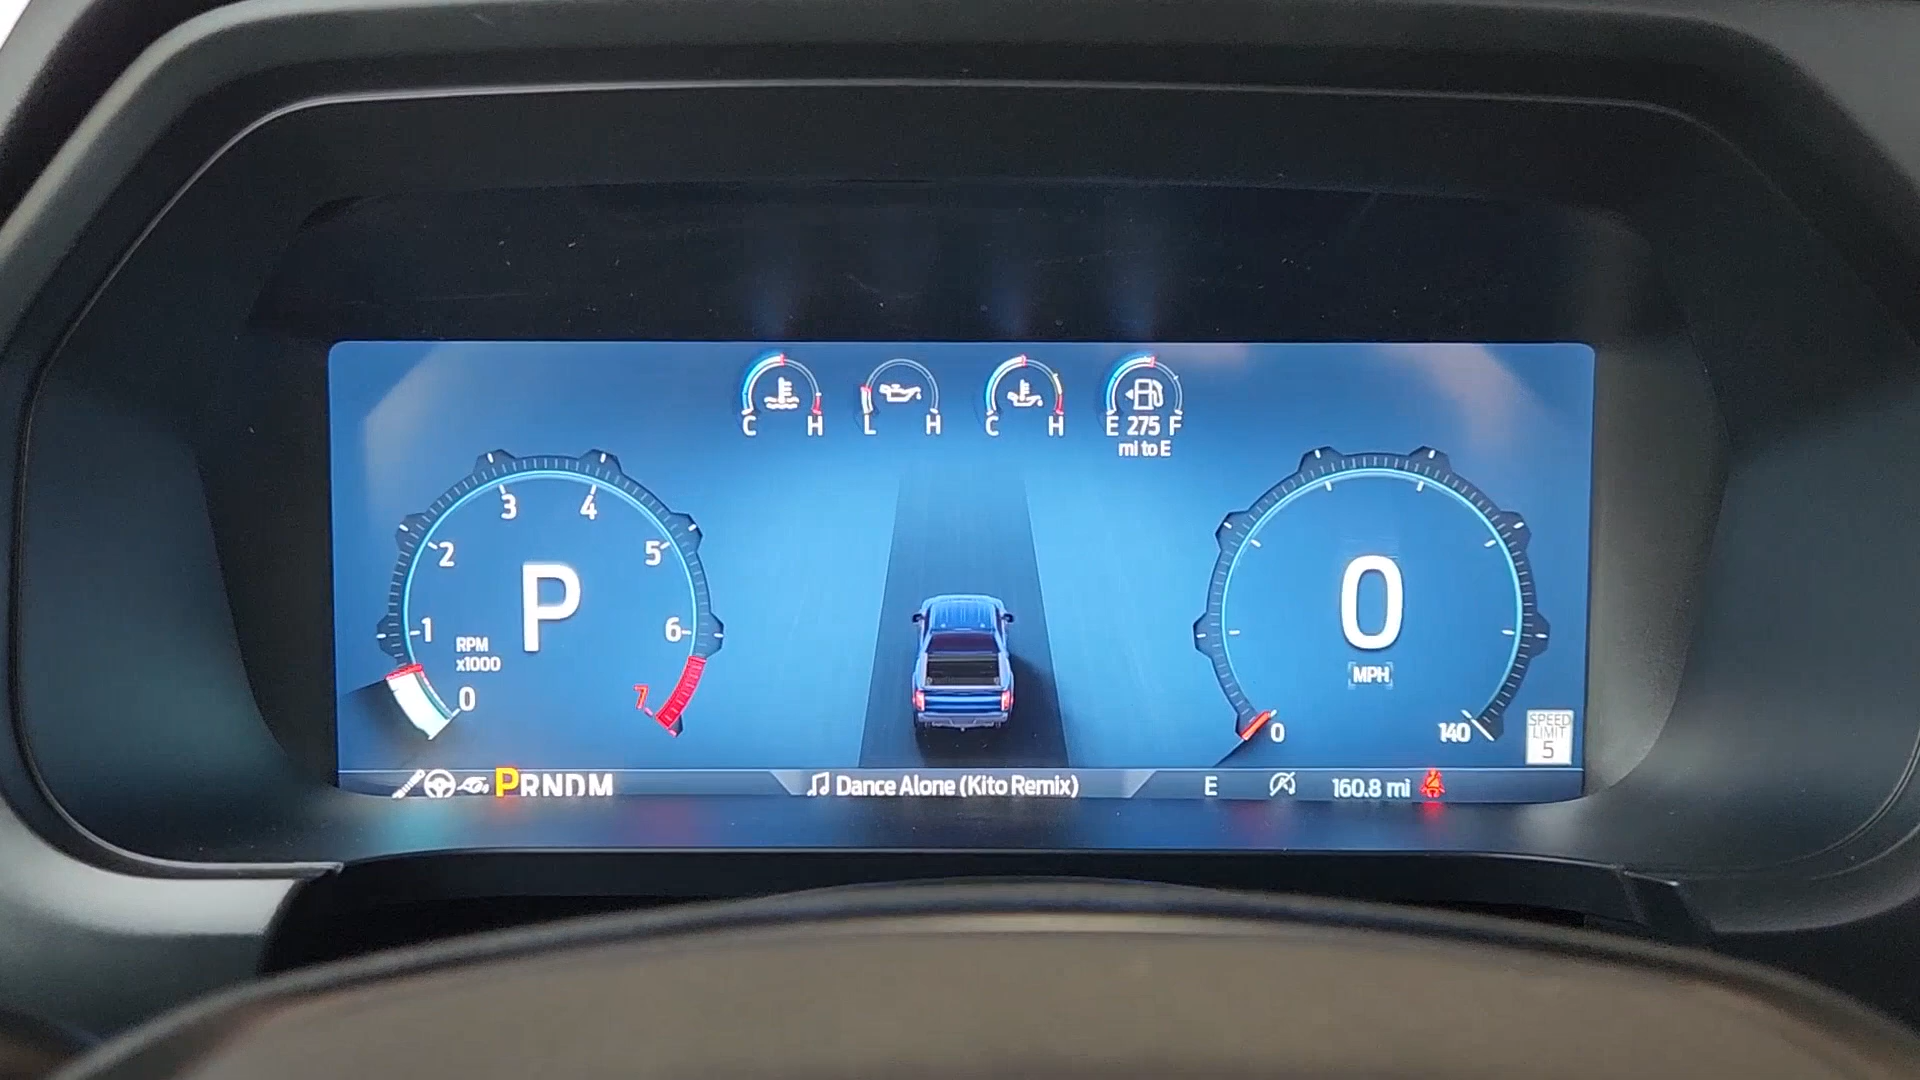 C H
L H
C H
E 275 F
mi to E
0
1
2
3
4
5
6
7
RPM
x1000
P
0
MPH
0
140
SPEED
LIMIT
5
PRNDM
Dance Alone (Kito Remix)
E
160.8 mi